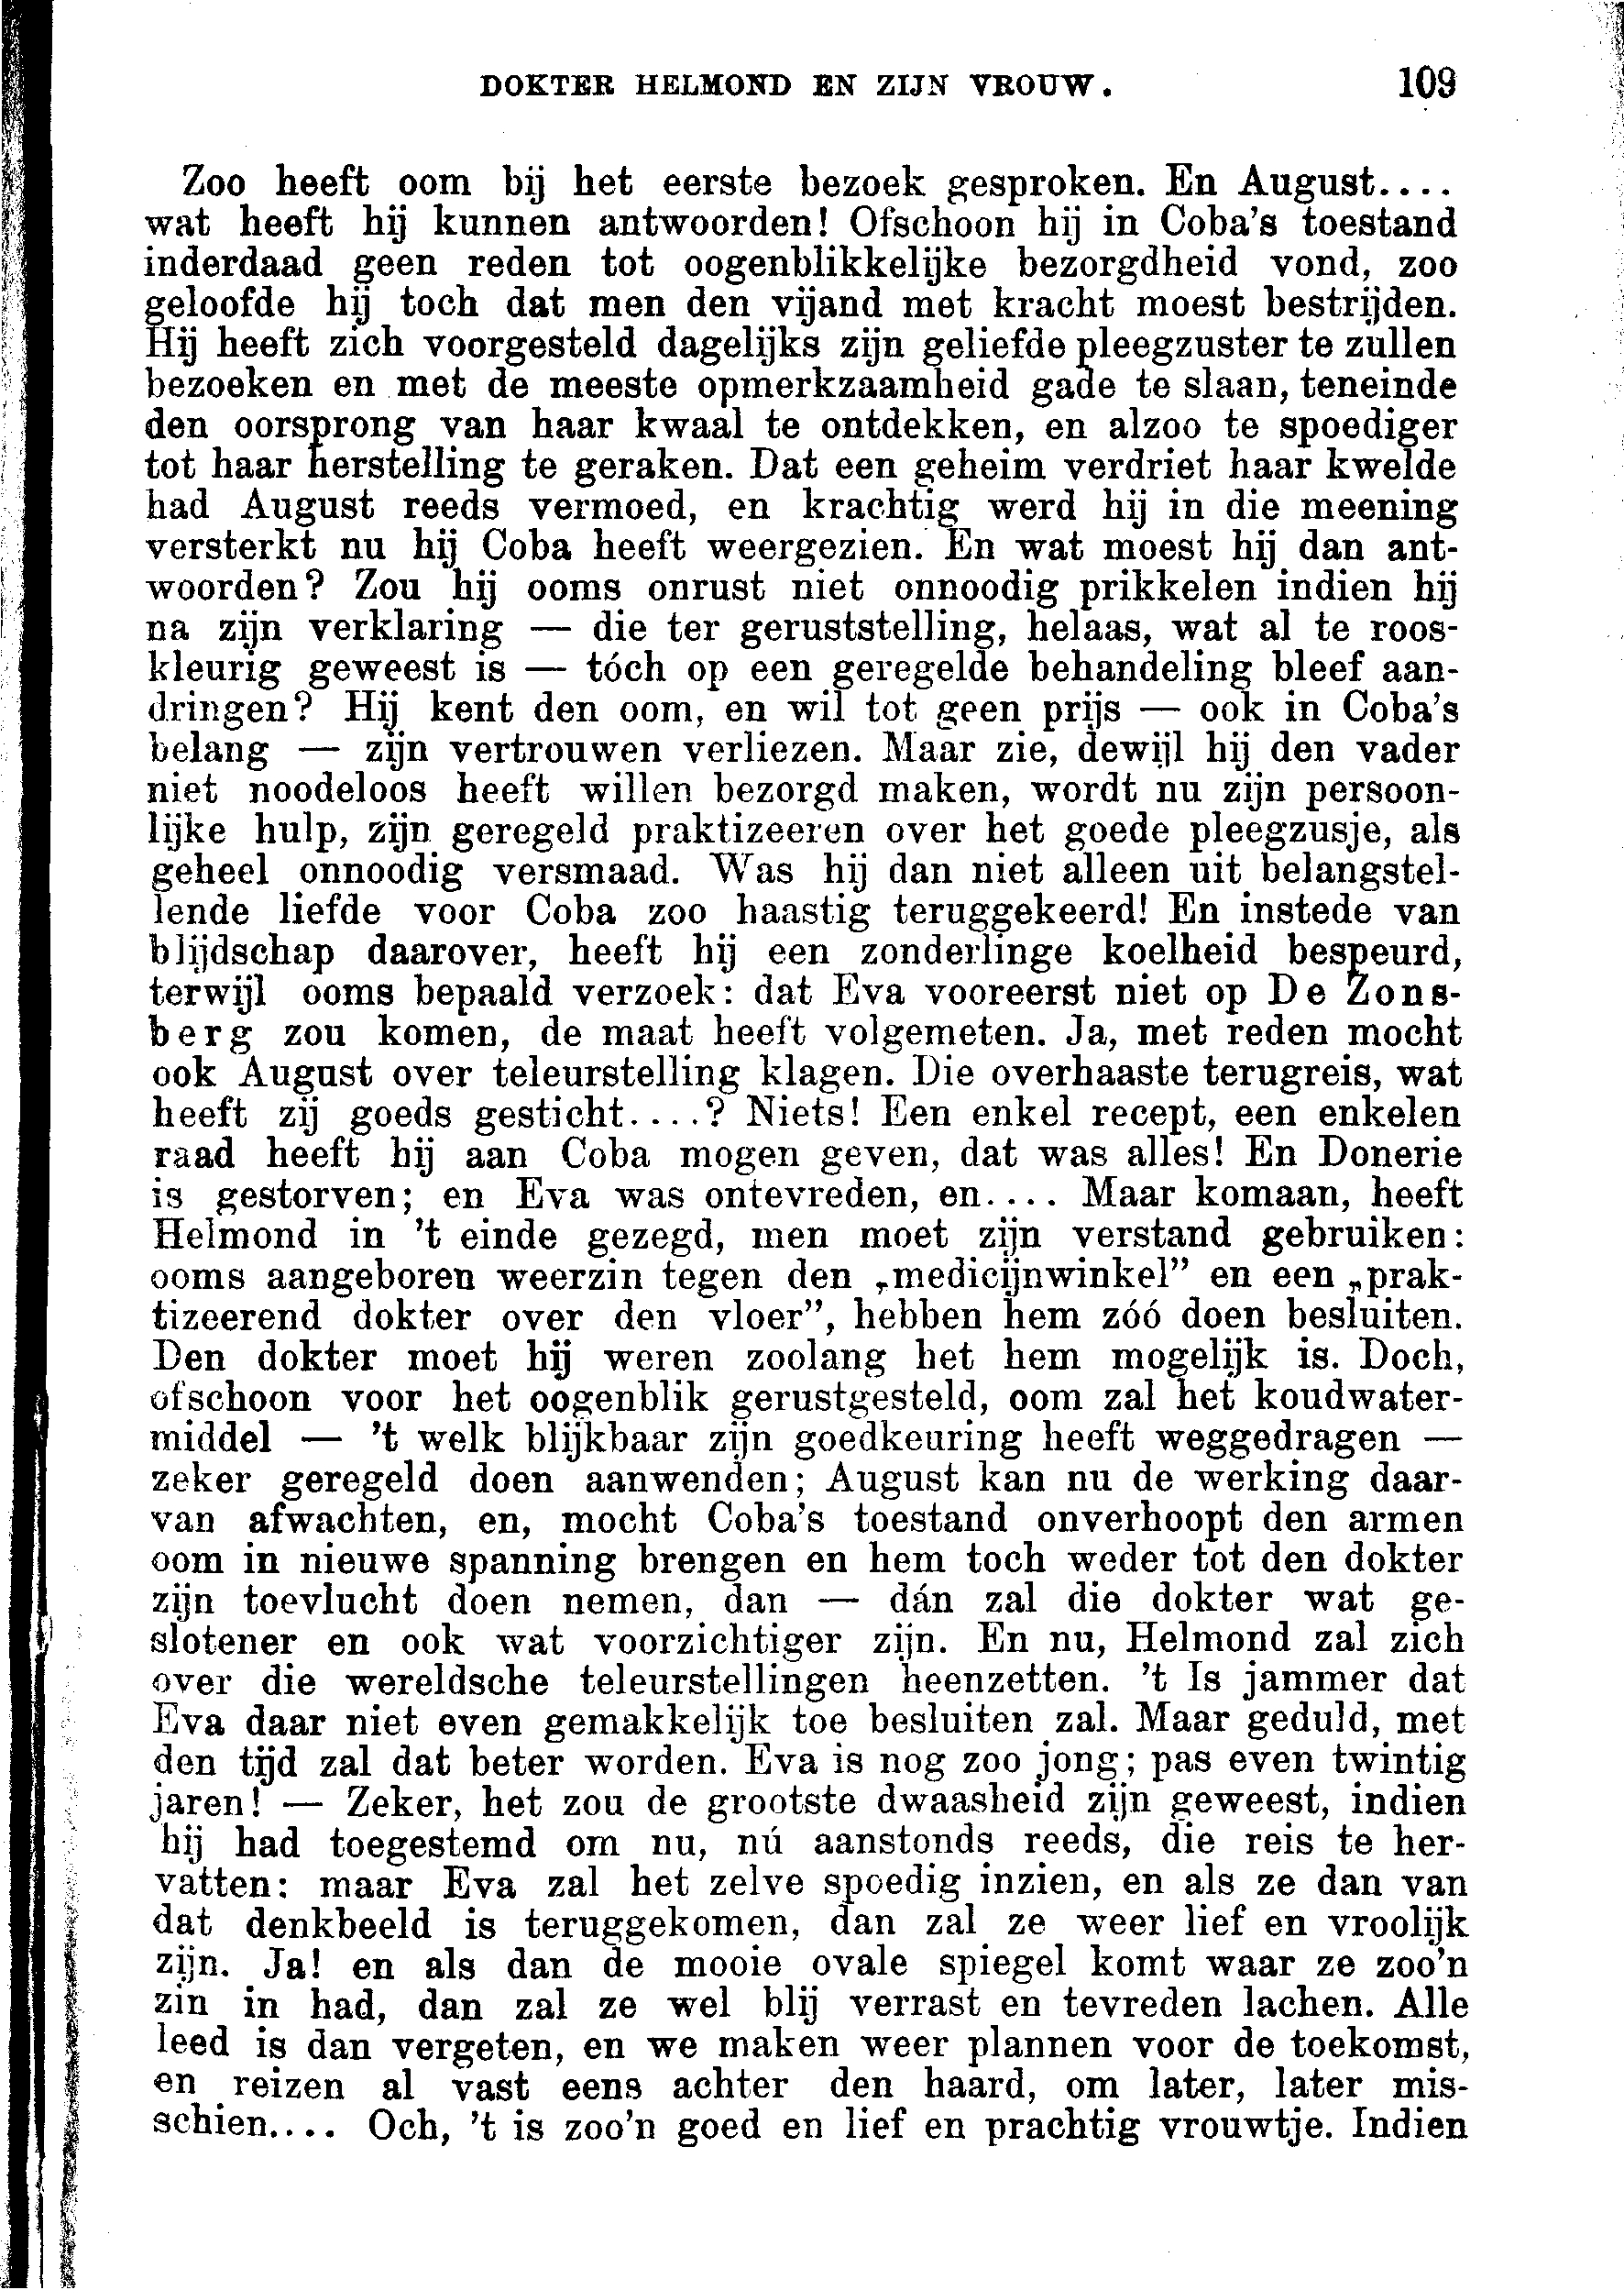 DOKTER HELMOND EN ZIJN VROUW. 109
Zoo heeft oom bij het eerste bezoek gesproken. En August....
wat heeft hij kunnen antwoorden! Ofschoon hij in Coba's toestand
inderdaad geen reden tot oogenblikkelijke bezorgdheid vond, zoo
geloofde hij toch dat men den vijand met kracht moest bestrijden.
Hij heeft zich voorgesteld dagelijks zijn geliefde pleegzuster te zullen
bezoeken en met de meeste opmerkzaamheid gade te slaan, teneinde
den oorsprong van haar kwaal te ontdekken, en alzoo te spoediger
tot haar herstelling te geraken. Dat een geheim verdriet haar kwelde
had August reeds vermoed, en krachtig werd hij in die meening
versterkt nu hij Coba heeft weergezien. En wat moest hij dan ant-
woorden? Zou hij ooms onrust niet onnoodig prikkelen indien hij
na zijn verklaring — die ter geruststelling, helaas, wat al te roos-
kleurig geweest is — tóch op een geregelde behandeling bleef aan-
dringen? Hij kent den oom, en wil tot geen prijs — ook in Coba's
belang — zijn vertrouwen verliezen. Maar zie, dewijl hij den vader
niet noodeloos heeft willen bezorgd maken, wordt nu zijn persoon-
lijke hulp, zijn geregeld praktizeeren over het goede pleegzusje, als
geheel onnoodig versmaad. Was hij dan niet alleen uit belangstel-
lende liefde voor Coba zoo haastig teruggekeerd! En instede van
blijdschap daarover, heeft hij een zonderlinge koelheid bespeurd,
terwijl ooms bepaald verzoek: dat Eva vooreerst niet op De Zons-
berg zou komen, de maat heeft volgemeten. Ja, met reden mocht
ook August over teleurstelling klagen. Die overhaaste terugreis, wat
heeft zij goeds gesticht....? Niets! Een enkel recept, een enkelen
raad heeft hij aan Coba mogen geven, dat was alles! En Donerie
is gestorven; en Eva was ontevreden, en.... Maar komaan, heeft
Helmond in 't einde gezegd, men moet zijn verstand gebruiken:
ooms aangeboren weerzin tegen den „medicijnwinkel” en een „prak-
tizeerend dokter over den vloer”, hebben hem zóó doen besluiten.
Den dokter moet hij weren zoolang het hem mogelijk is. Doch,
ofschoon voor het oogenblik gerustgesteld, oom zal het koudwater-
middel — 't welk blijkbaar zijn goedkeuring heeft weggedragen —
zeker geregeld doen aanwenden; August kan nu de werking daar-
van afwachten, en, mocht Coba's toestand onverhoopt den armen
oom in nieuwe spanning brengen en hem toch weder tot den dokter
zijn toevlucht doen nemen, dan — dán zal die dokter wat ge-
slotener en ook wat voorzichtiger zijn. En nu, Helmond zal zich
over die wereldsche teleurstellingen heenzetten. 't Is jammer dat
Eva daar niet even gemakkelijk toe besluiten zal. Maar geduld, met
den tijd zal dat beter worden. Eva is nog zoo jong; pas even twintig
jaren! — Zeker, het zou de grootste dwaasheid zijn geweest, indien
hij had toegestemd om nu, nú aanstonds reeds, die reis te her-
vatten: maar Eva zal het zelve spoedig inzien, en als ze dan van
dat denkbeeld is teruggekomen, dan zal ze weer lief en vroolijk
zijn. Ja! en als dan de mooie ovale spiegel komt waar ze zoo'n
zin in had, dan zal ze wel blij verrast en tevreden lachen. Alle
leed is dan vergeten, en we maken weer plannen voor de toekomst,
en reizen al vast eens achter den haard, om later, later mis-
schien.... Och, 't is zoo'n goed en lief en prachtig vrouwtje. Indien